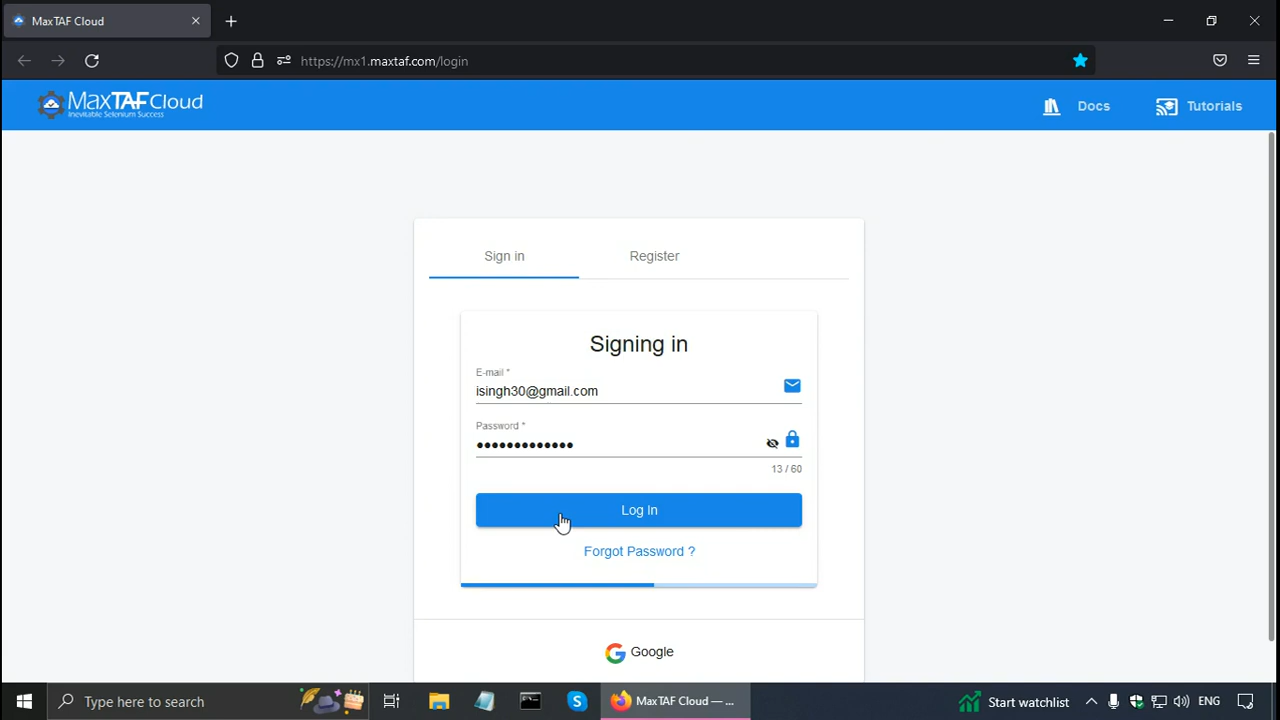 MaxTAF Cloud
https://mx1.maxtaf.com/login
MaxTAFCloud
Inevitable Selenium Success
Docs
Tutorials
Sign in
Register
Signing in
E-mail *
isingh30@gmail.com
Password *
•••••••••••••
13 / 60
Log In
Forgot Password ?
Google
Type here to search
MaxTAF Cloud — ...
Start watchlist
ENG